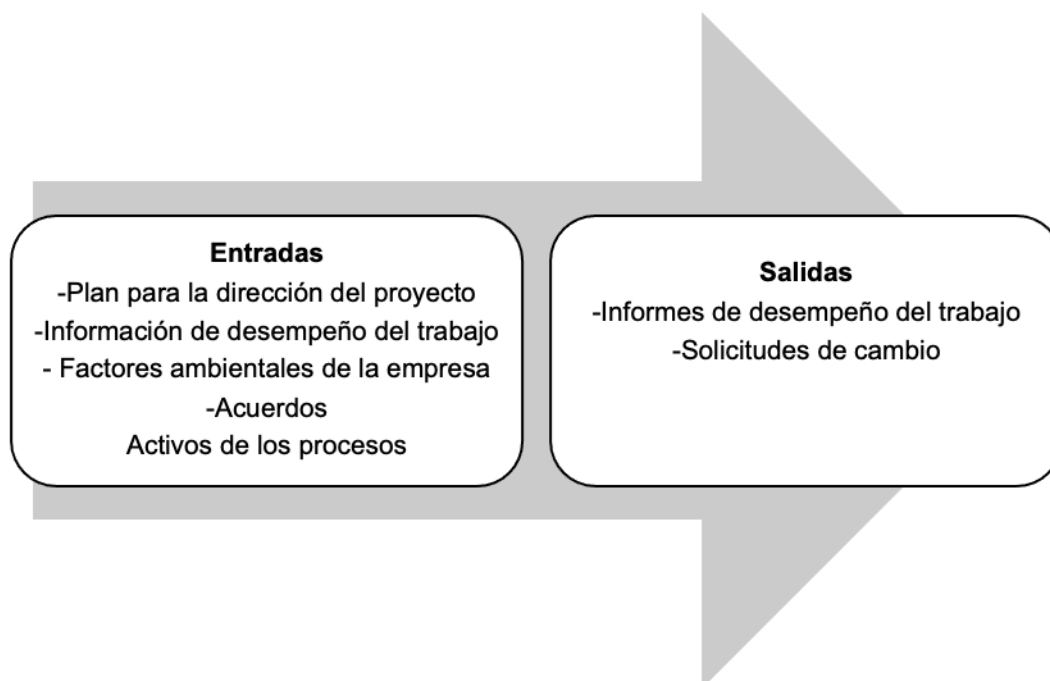 Entradas
-Plan para la dirección del proyecto
-Información de desempeño del trabajo
- Factores ambientales de la empresa
-Acuerdos
Activos de los procesos
Salidas
-Informes de desempeño del trabajo
-Solicitudes de cambio